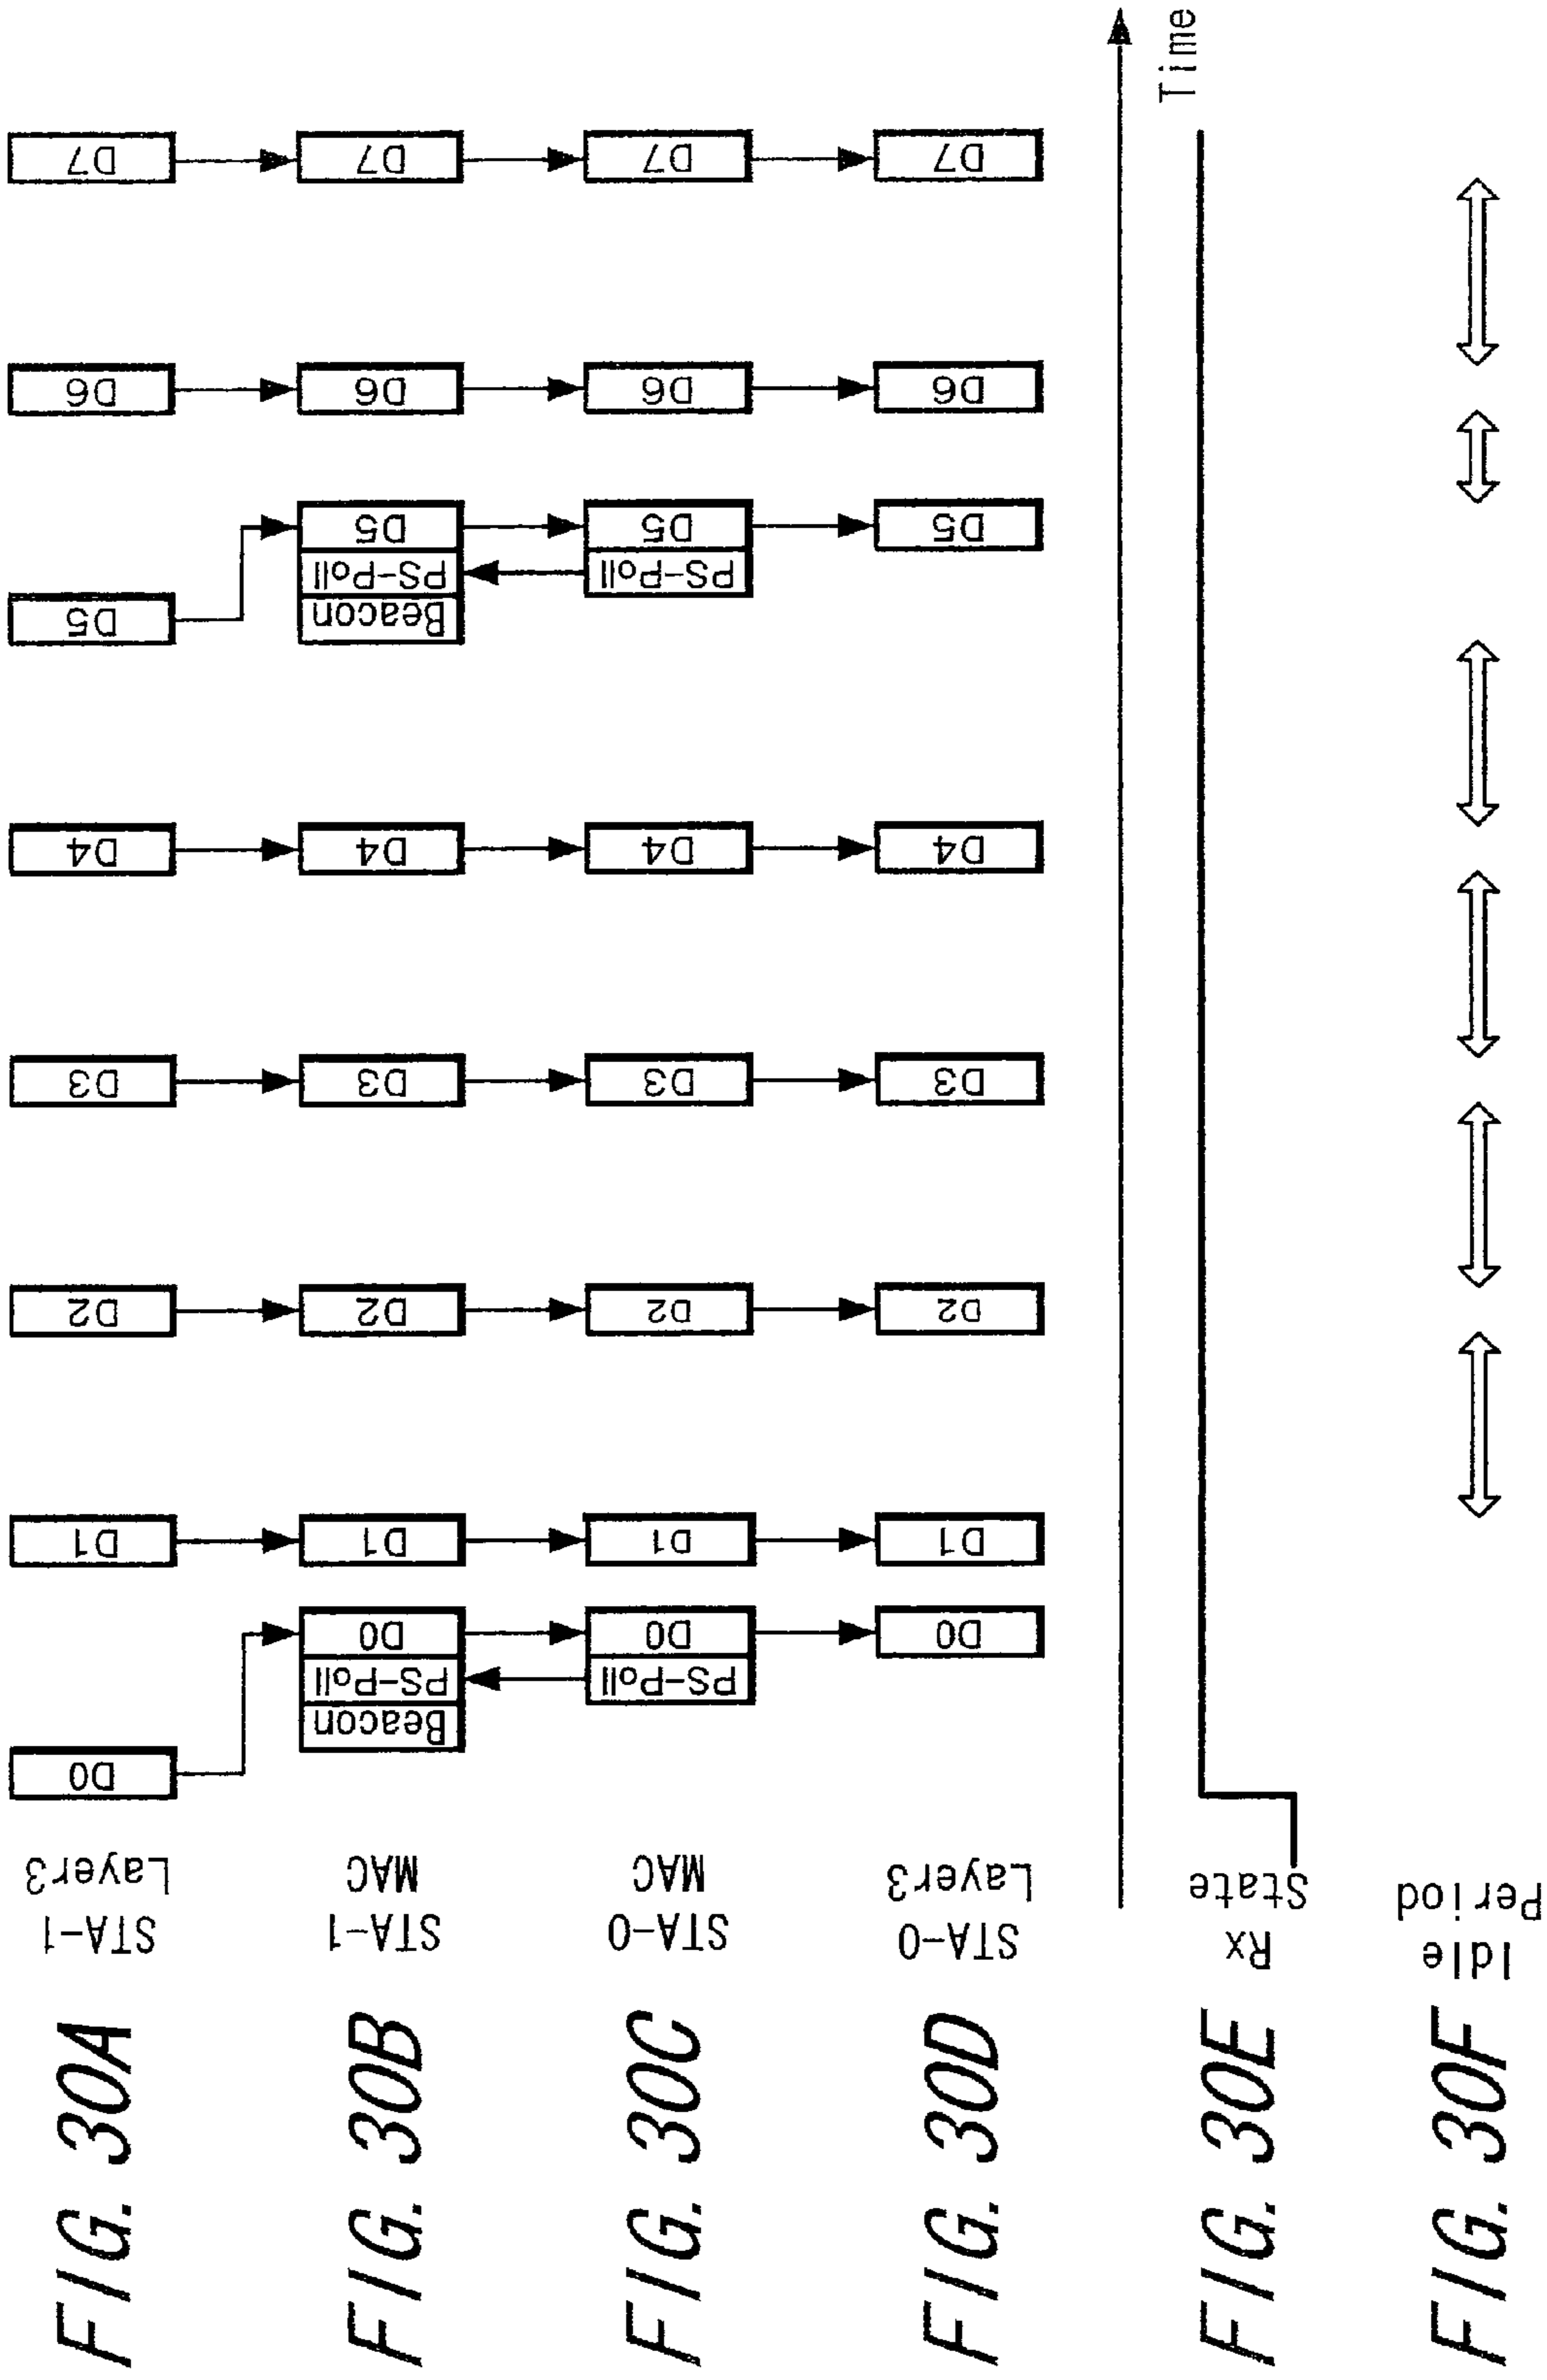 FIG. 30A
STA-1
Layer3
D0
D1
D2
D3
D4
D5
D6
D7
FIG. 30B
STA-1
MAC
Beacon
PS-Poll
D0
D1
D2
D3
D4
Beacon
PS-Poll
D5
D6
D7
FIG. 30C
STA-0
MAC
PS-Poll
D0
D1
D2
D3
D4
PS-Poll
D5
D6
D7
FIG. 30D
STA-0
Layer3
D0
D1
D2
D3
D4
D5
D6
D7
Time
FIG. 30E
Rx
State
FIG. 30F
Idle
Period